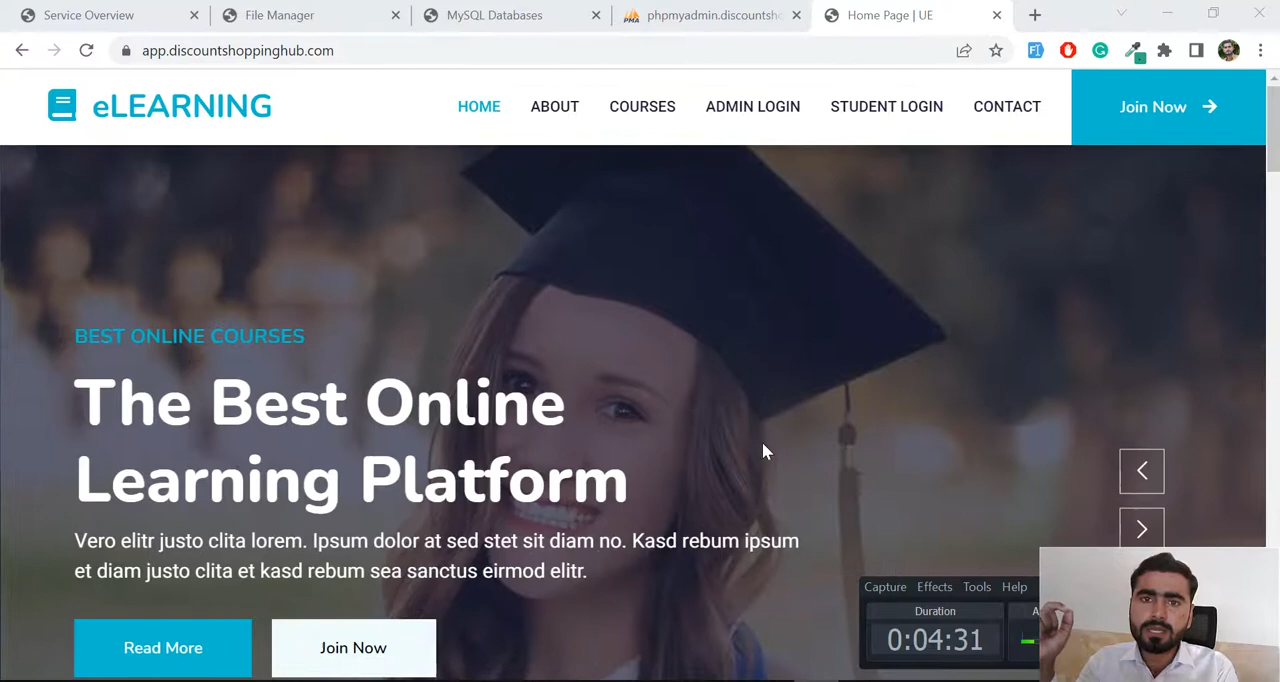 Service Overview
File Manager
MySQL Databases
PMA
phpmyadmin.discountsh
Home Page | UE
app.discountshoppinghub.com
eLEARNING
HOME
ABOUT
COURSES
ADMIN LOGIN
STUDENT LOGIN
CONTACT
Join Now
BEST ONLINE COURSES
The Best Online
Learning Platform
Vero elitr justo clita lorem. Ipsum dolor at sed stet sit diam no. Kasd rebum ipsum
et diam justo clita et kasd rebum sea sanctus eirmod elitr.
Read More
Join Now
Capture Effects Tools Help
Duration
0:04:31